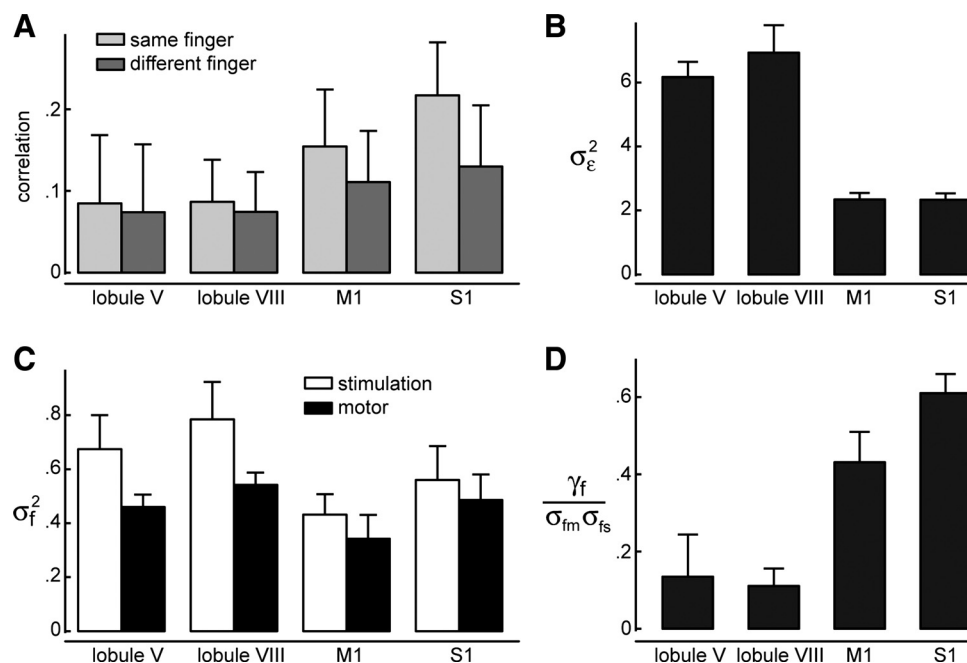 A
same finger
different finger
correlation
.2
.1
0
lobule V lobule VIII M1 S1
B
σ²ε
6
4
2
0
lobule V lobule VIII M1 S1
C
stimulation
motor
σ²f
.8
.6
.4
.2
0
lobule V lobule VIII M1 S1
D
γf
σfm σfs
.6
.4
.2
0
lobule V lobule VIII M1 S1